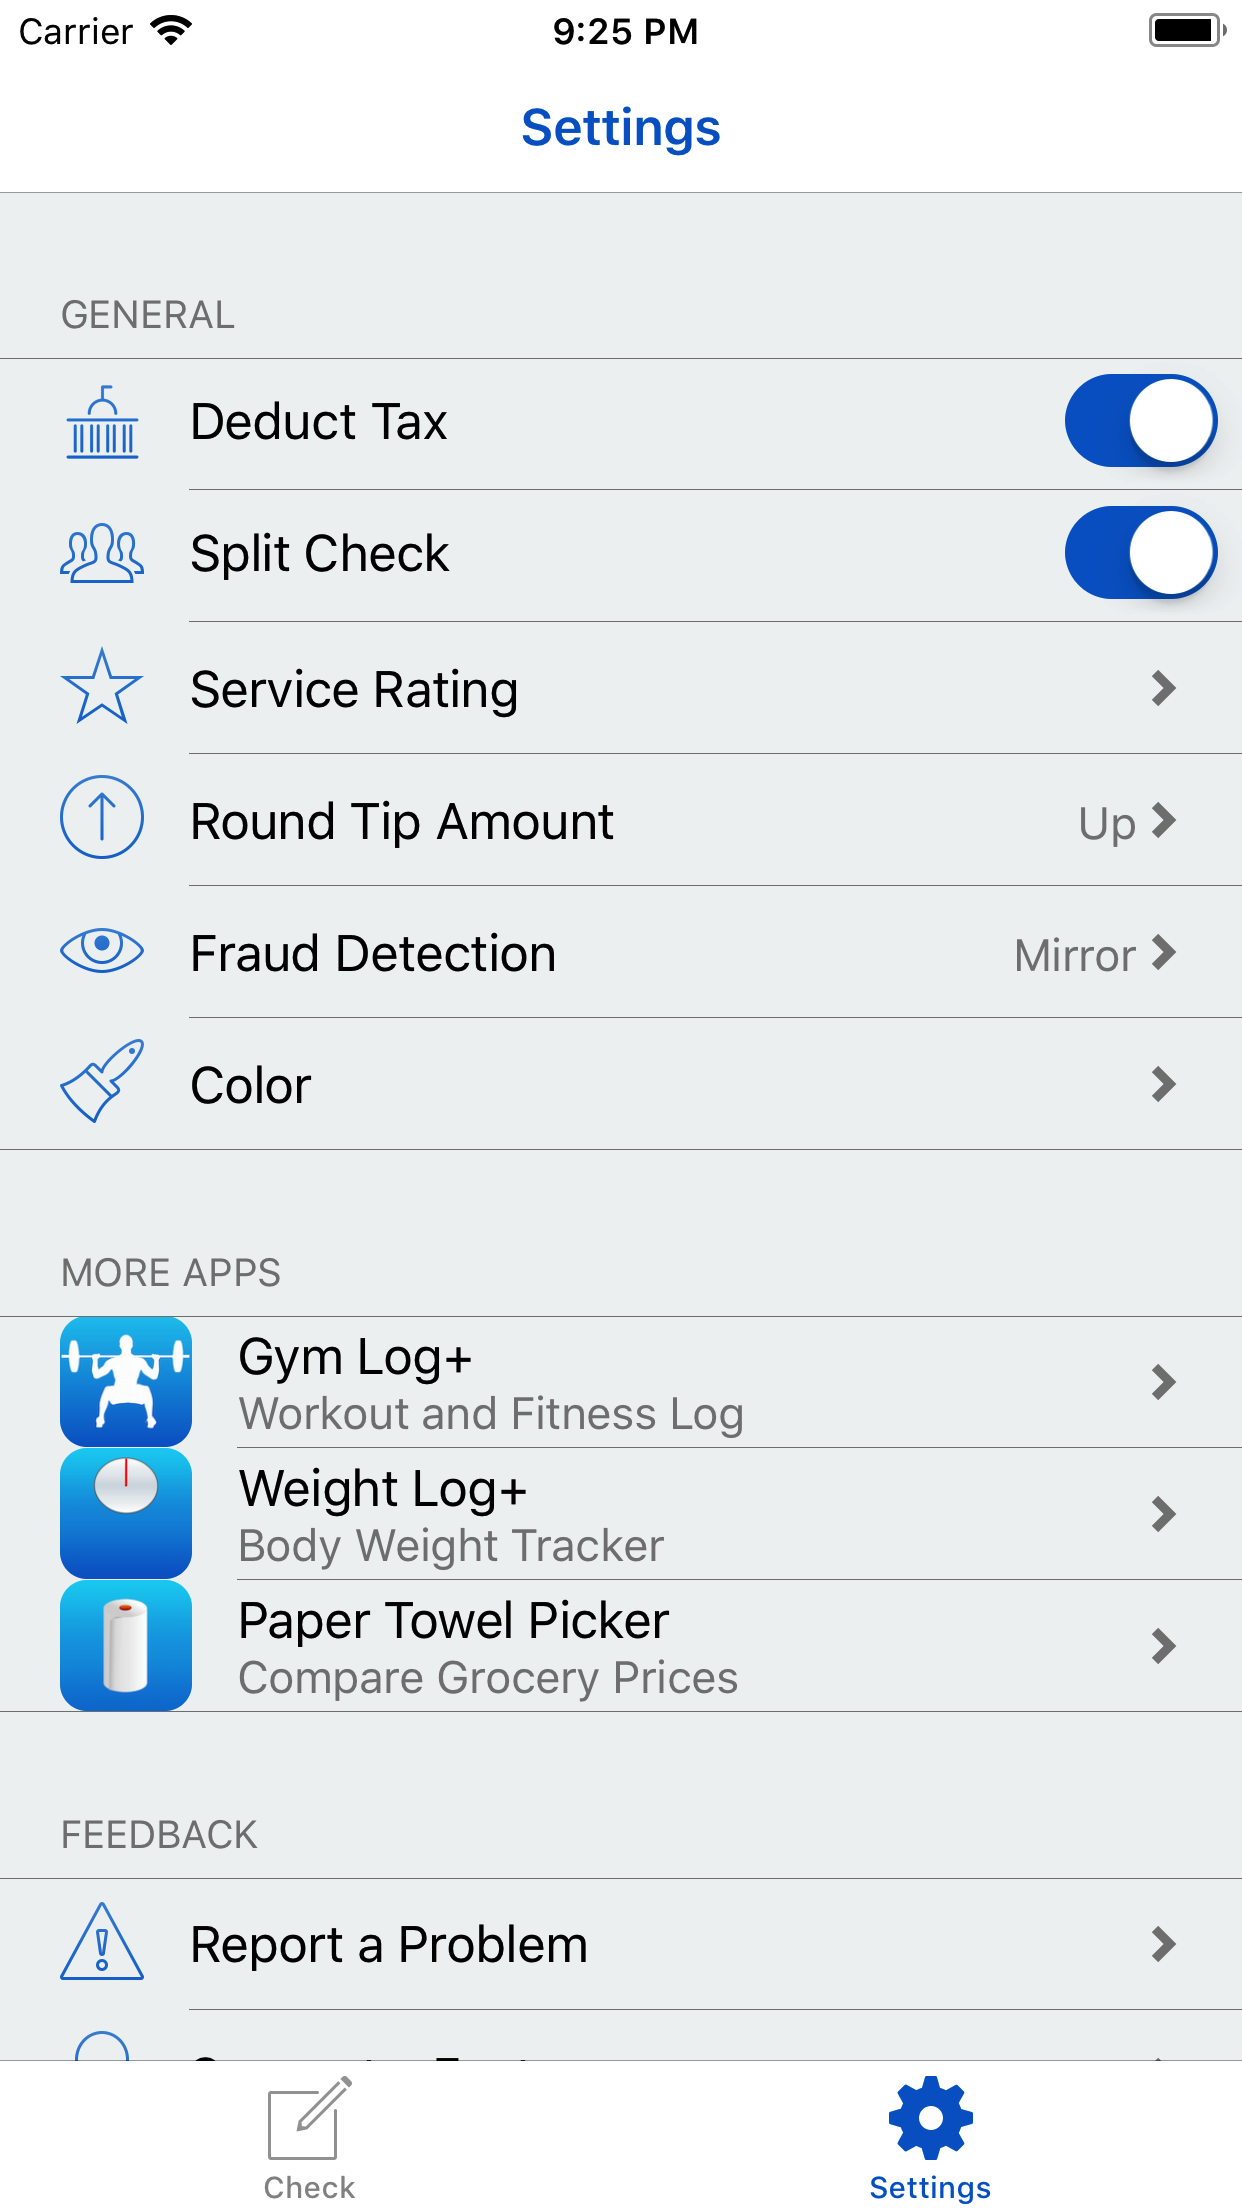 Carrier 9:25 PM
Settings
GENERAL
Deduct Tax
Split Check
Service Rating
Round Tip Amount Up
Fraud Detection Mirror
Color
MORE APPS
Gym Log+
Workout and Fitness Log
Weight Log+
Body Weight Tracker
Paper Towel Picker
Compare Grocery Prices
FEEDBACK
Report a Problem
Check Settings